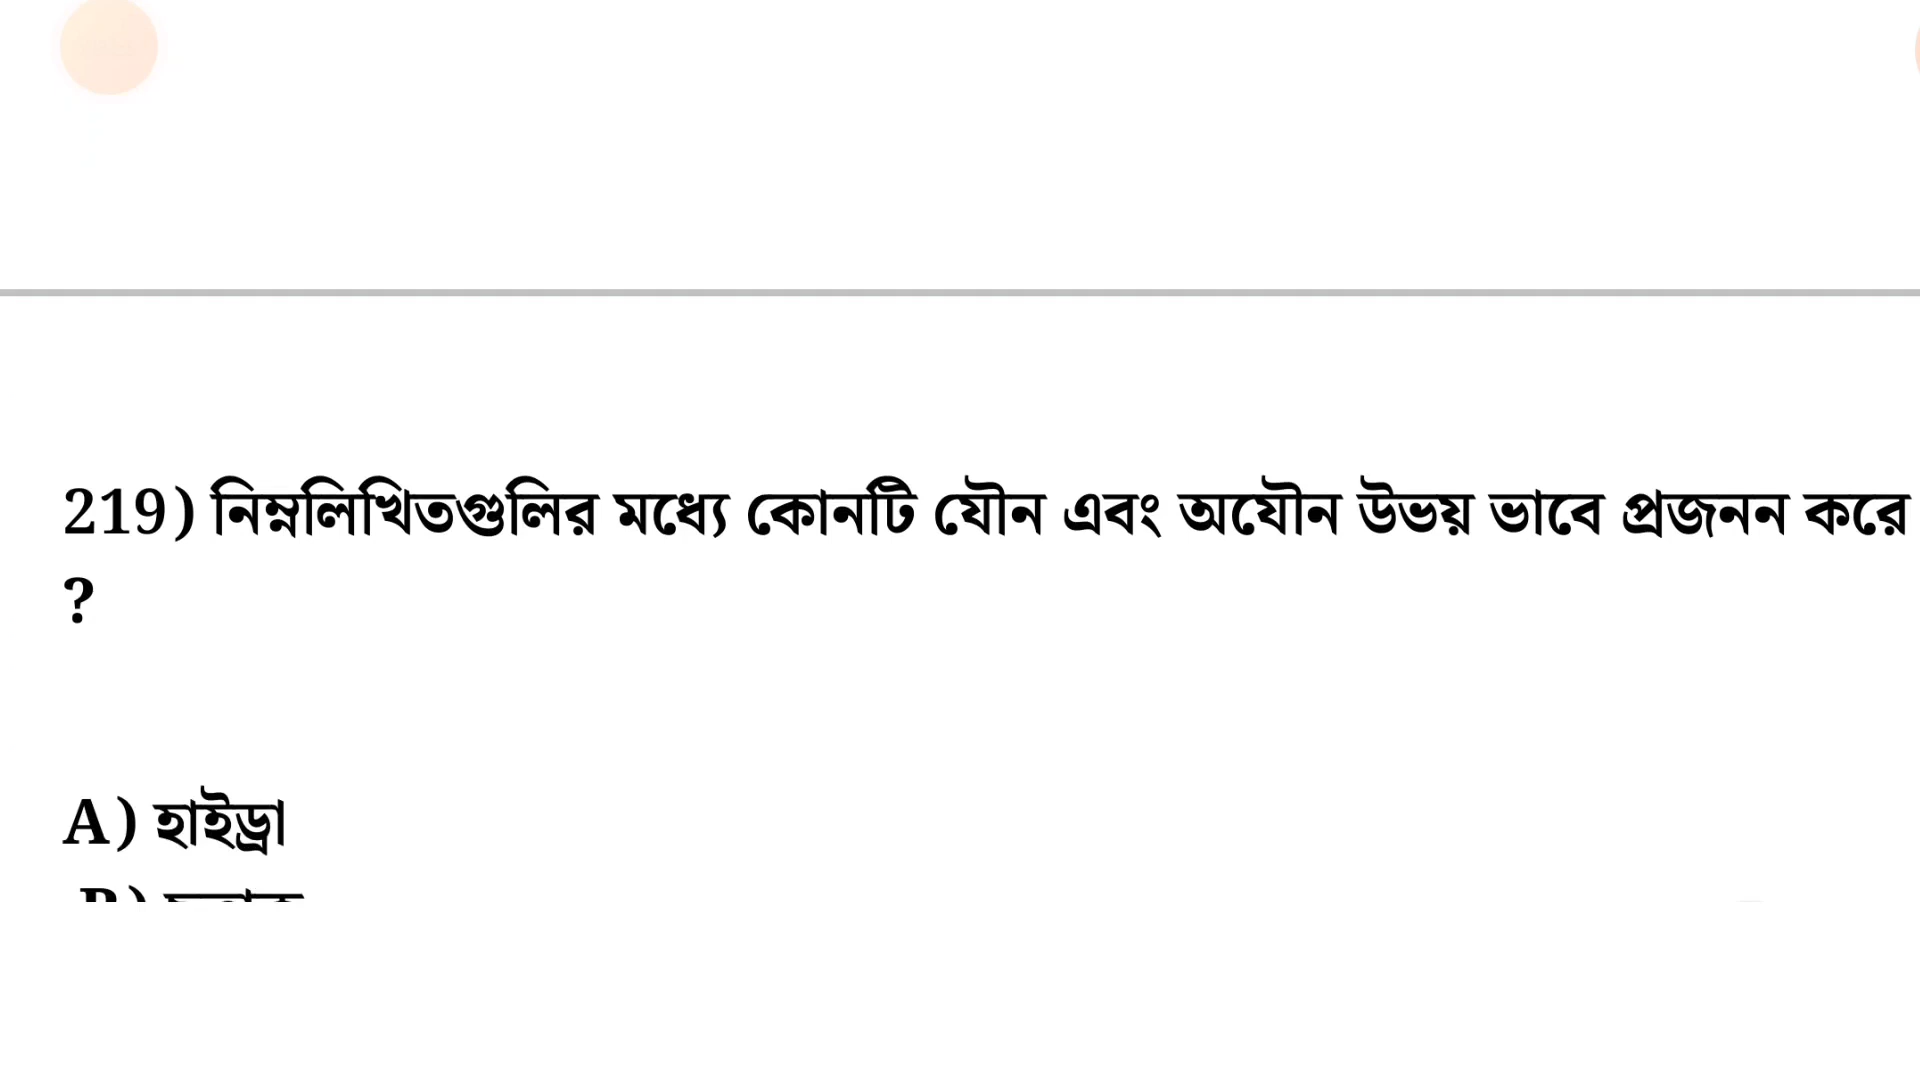 219) নিম্নলিখিতগুলির মধ্যে কোনটি যৌন এবং অযৌন উভয় ভাবে প্রজনন করে
?
A) হাইড্রা
B)